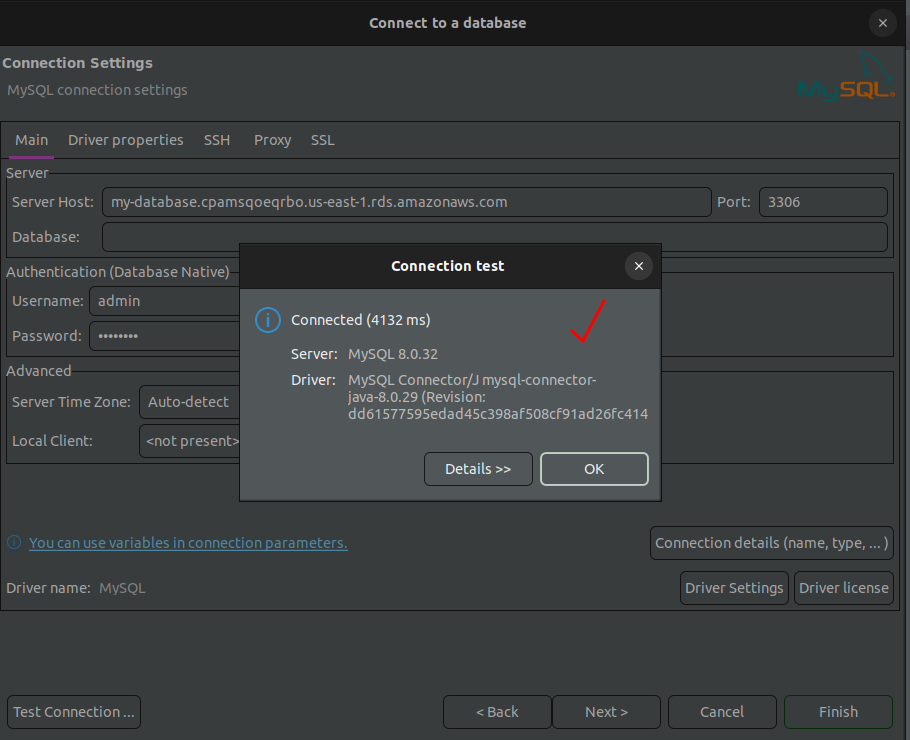 Connect to a database
Connection Settings
MySQL connection settings
MySQL
Main Driver properties SSH Proxy SSL
Server
Server Host: my-database.cpamsqoeqrbo.us-east-1.rds.amazonaws.com Port: 3306
Database:
Authentication (Database Native)
Username: admin
Password: ••••••••
Advanced
Server Time Zone: Auto-detect
Local Client: <not present>
Connection test
Connected (4132 ms)
Server: MySQL 8.0.32
Driver: MySQL Connector/J mysql-connector-
java-8.0.29 (Revision:
dd61577595edad45c398af508cf91ad26fc414
Details >> OK
You can use variables in connection parameters.
Connection details (name, type, ... )
Driver name: MySQL
Driver Settings Driver license
Test Connection ... < Back Next > Cancel Finish